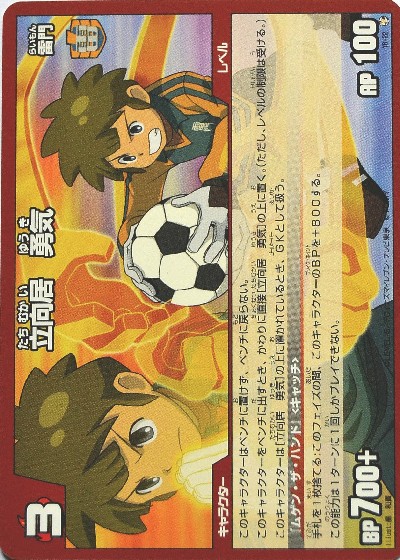 3
たち むかい ゆう き
立向居 勇気
らいもん
雷門
キャラクター
レベル
このキャラクターはベンチに置けず、ベンチに戻らない。
このキャラクターをベンチに出すとき、かわりに直接「立向居 勇気」の上に置く。(ただし、レベルの制限は受ける。)
このキャラクターは「立向居 勇気」の上に置かれているとき、GKとして扱う。
「ムゲン・ザ・ハンド」<キャッチ>
手札を1枚捨てる:このフェイズの間、このキャラクターのBPを+800する。
この能力は1ターンに1回しかプレイできない。
BP 700+
RP 100